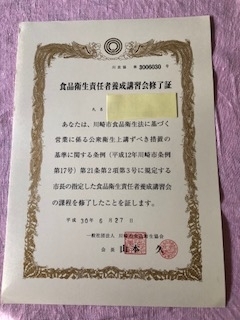 第 3006030 号
食品衛生責任者養成講習会修了証
氏名
あなたは、川崎市食品衛生法に基づく
営業に係る公衆衛生上講ずべき措置の
基準に関する条例(平成12年川崎市条例
第17号)第21条第2項第3号に規定する
市長の指定した食品衛生責任者養成講習会
の課程を修了したことを証します。
平成 30年 6月 27日
一般社団法人 川崎市食品衛生協会
会長 山本 久